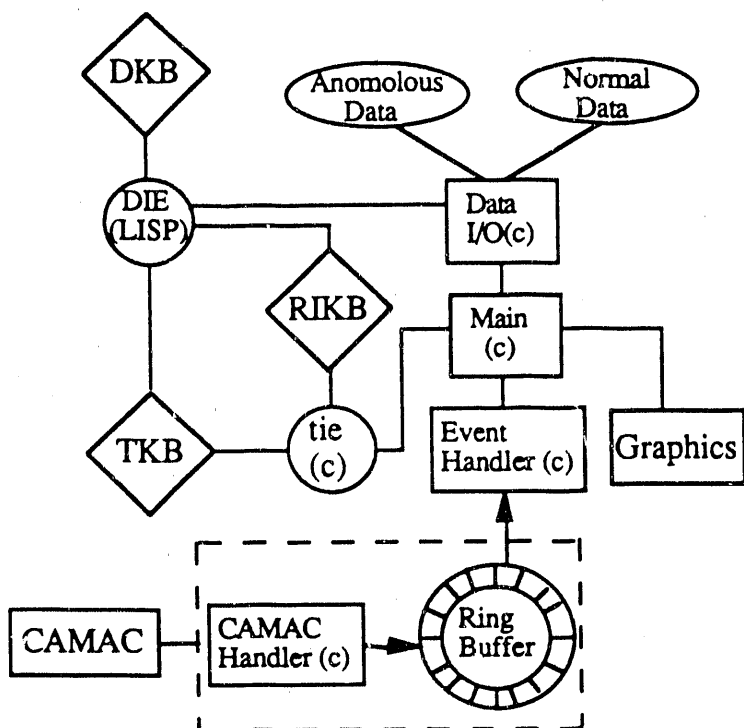 DKB
Anomolous
Data
Normal
Data
DIE
(LISP)
Data
I/O(c)
RIKB
Main
(c)
TKB
tie
(c)
Event
Handler (c)
Graphics
CAMAC
CAMAC
Handler (c)
Ring
Buffer